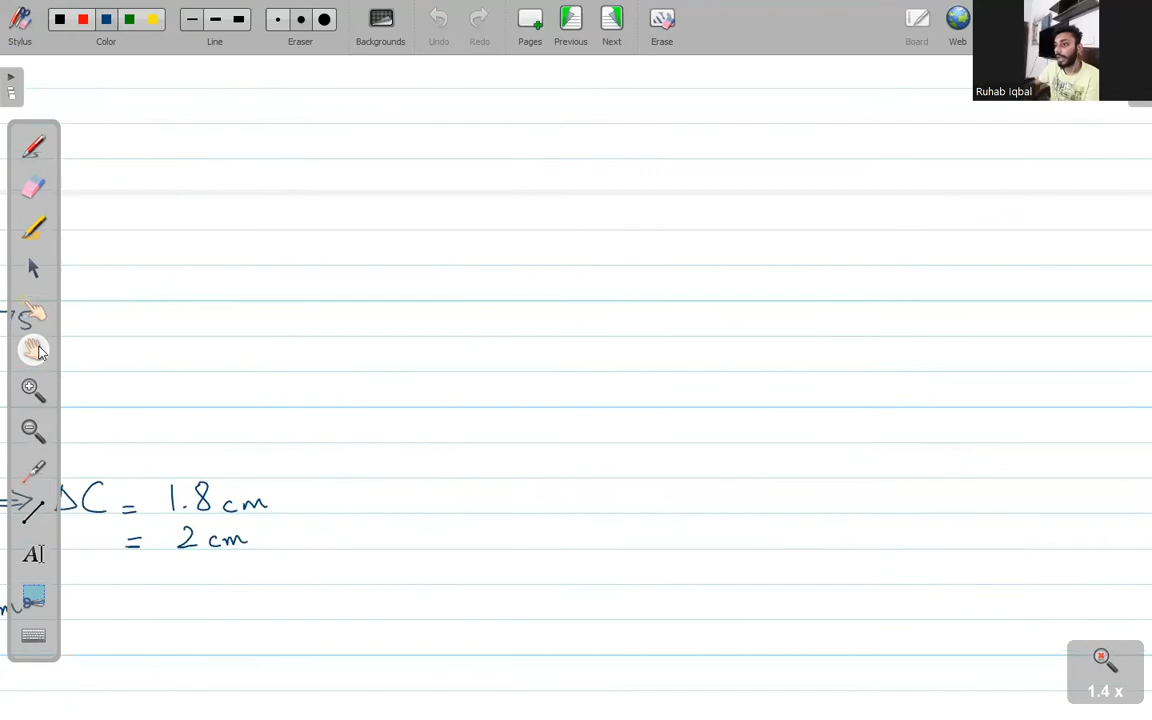 Stylus
Color
Line
Eraser
Backgrounds
Undo
Redo
Pages
Previous
Next
Erase
Board
Web
Ruhab Iqbal
's
⇒ ΔC = 1.8 cm
= 2 cm
m
1.4 x